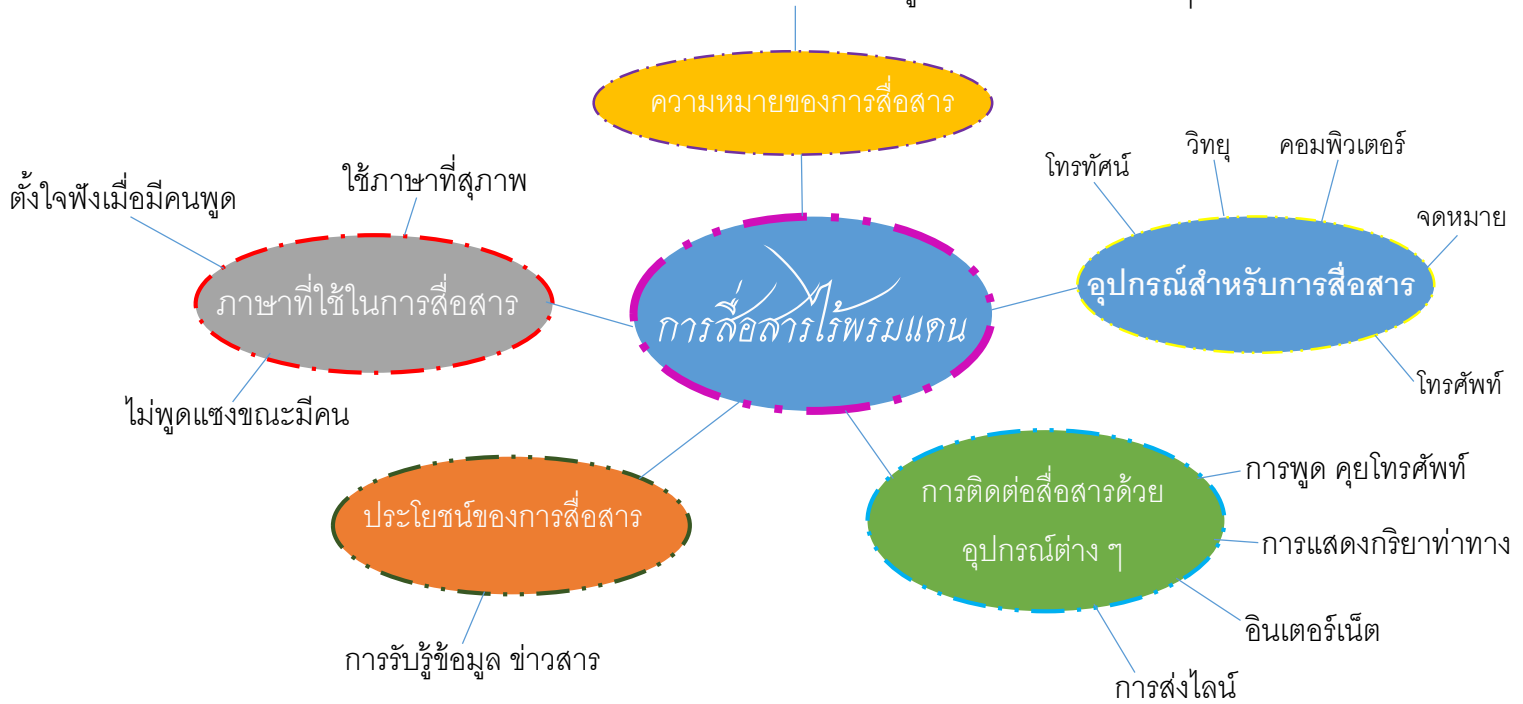 ความหมายของการสื่อสาร
วิทยุ
คอมพิวเตอร์
โทรทัศน์
ใช้ภาษาที่สุภาพ
ตั้งใจฟังเมื่อมีคนพูด
จดหมาย
อุปกรณ์สำหรับการสื่อสาร
ภาษาที่ใช้ในการสื่อสาร
การสื่อสารไร้พรมแดน
โทรศัพท์
ไม่พูดแซงขณะมีคน
การพูด คุยโทรศัพท์
การติดต่อสื่อสารด้วย
อุปกรณ์ต่าง ๆ
ประโยชน์ของการสื่อสาร
การแสดงกริยาท่าทาง
อินเตอร์เน็ต
การรับรู้ข้อมูล ข่าวสาร
การส่งไลน์